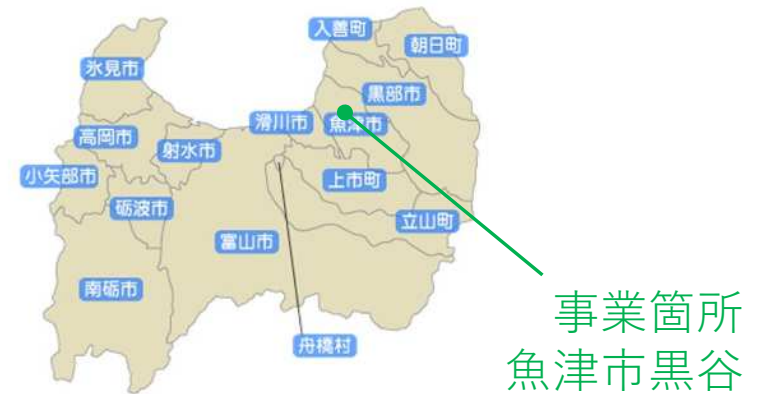 入善町
朝日町
氷見市
黒部市
滑川市
魚津市
高岡市
射水市
小矢部市
上市町
砺波市
立山町
富山市
南砺市
事業箇所
魚津市黒谷
舟橋村